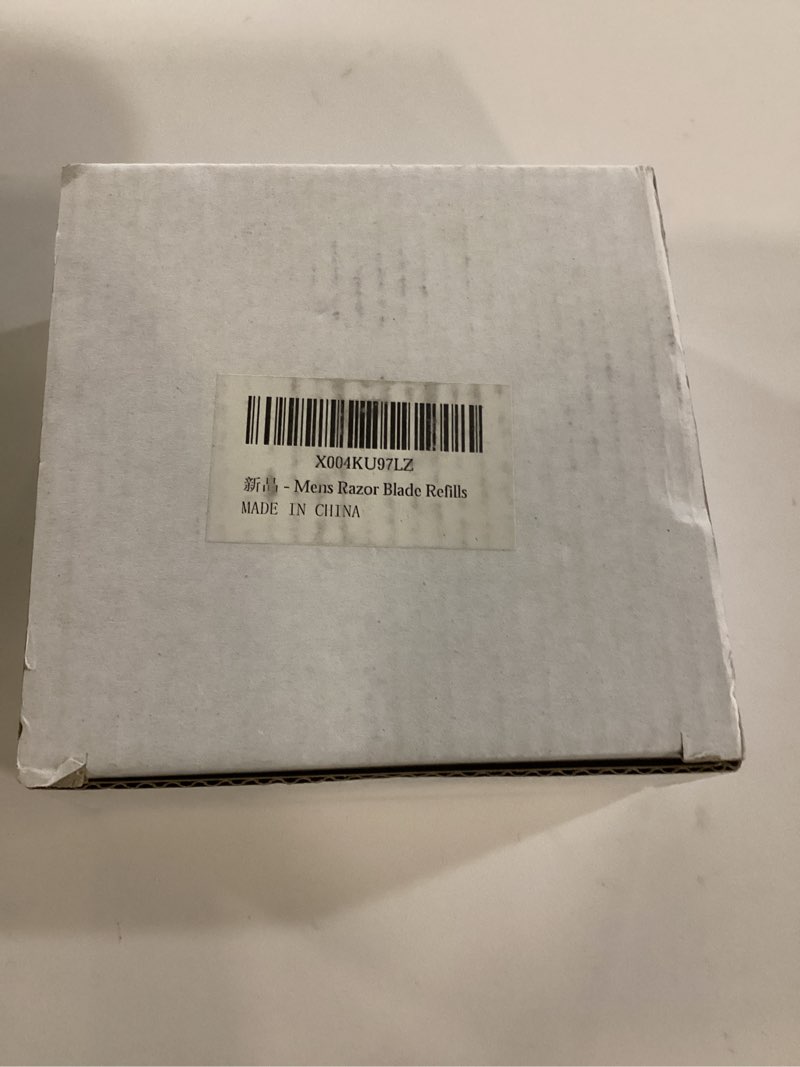 X004KU97LZ
新品 - Mens Razor Blade Refills
MADE IN CHINA